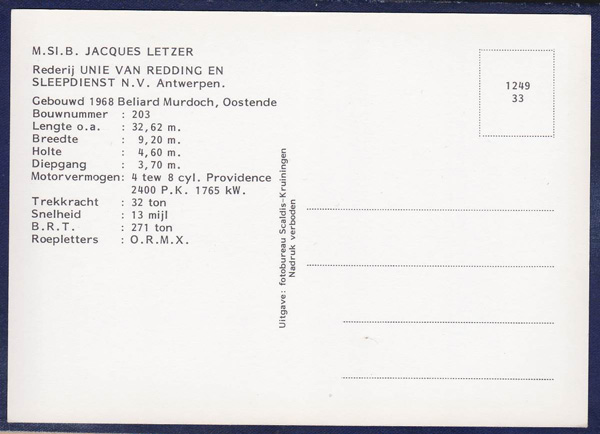 M.SI.B. JACQUES LETZER
Rederij UNIE VAN REDDING EN
SLEEPDIENST N.V. Antwerpen.
Gebouwd 1968 Beliard Murdoch, Oostende
Bouwnummer : 203
Lengte o.a. : 32,62 m.
Breedte : 9,20 m.
Holte : 4,60 m.
Diepgang : 3,70 m.
Motorvermogen: 4 tew 8 cyl. Providence
2400 P.K. 1765 kW.
Trekkracht : 32 ton
Snelheid : 13 mijl
B.R.T. : 271 ton
Roepletters : O.R.M.X.
Uitgave: fotobureau Scaldis-Kruiningen
Nadruk verboden
1249
33